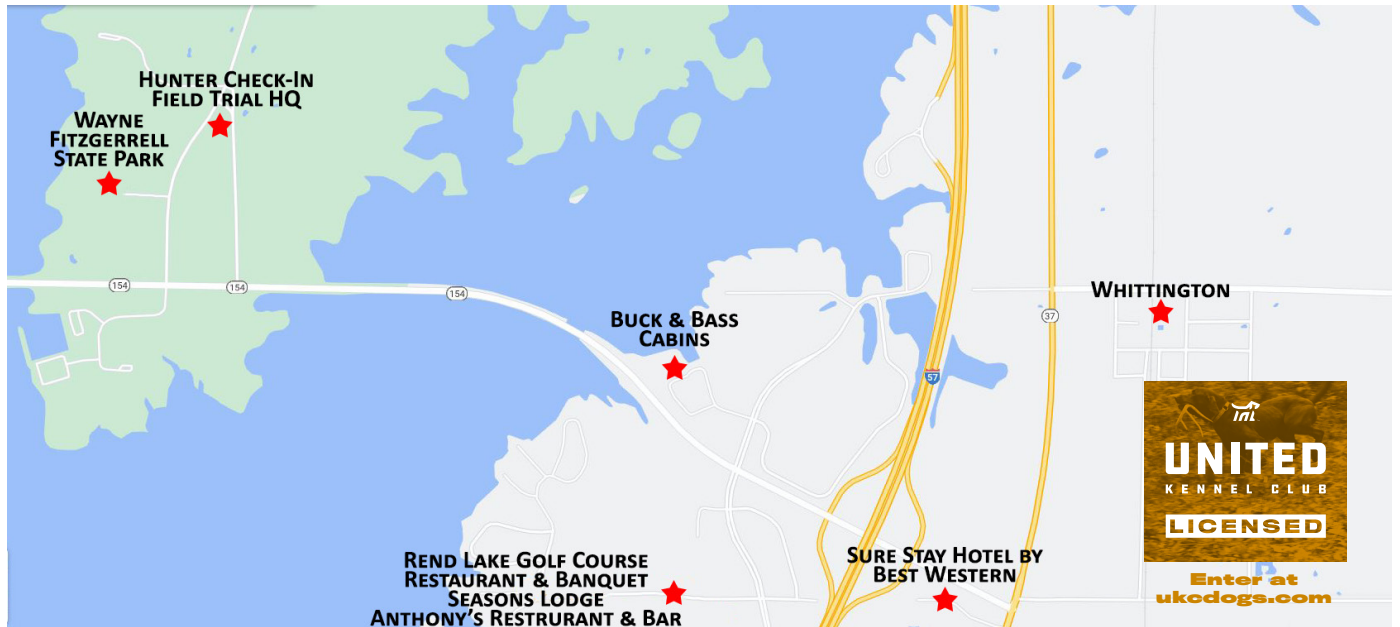 HUNTER CHECK-IN
FIELD TRIAL HQ
WAYNE
FITZGERRELL
STATE PARK
154
154
154
BUCK & BASS
CABINS
WHITTINGTON
37
57
UNITED
KENNEL CLUB
LICENSED
Enter at
ukcdogs.com
REND LAKE GOLF COURSE
RESTAURANT & BANQUET
SEASONS LODGE
ANTHONY'S RESTRURANT & BAR
SURE STAY HOTEL BY
BEST WESTERN